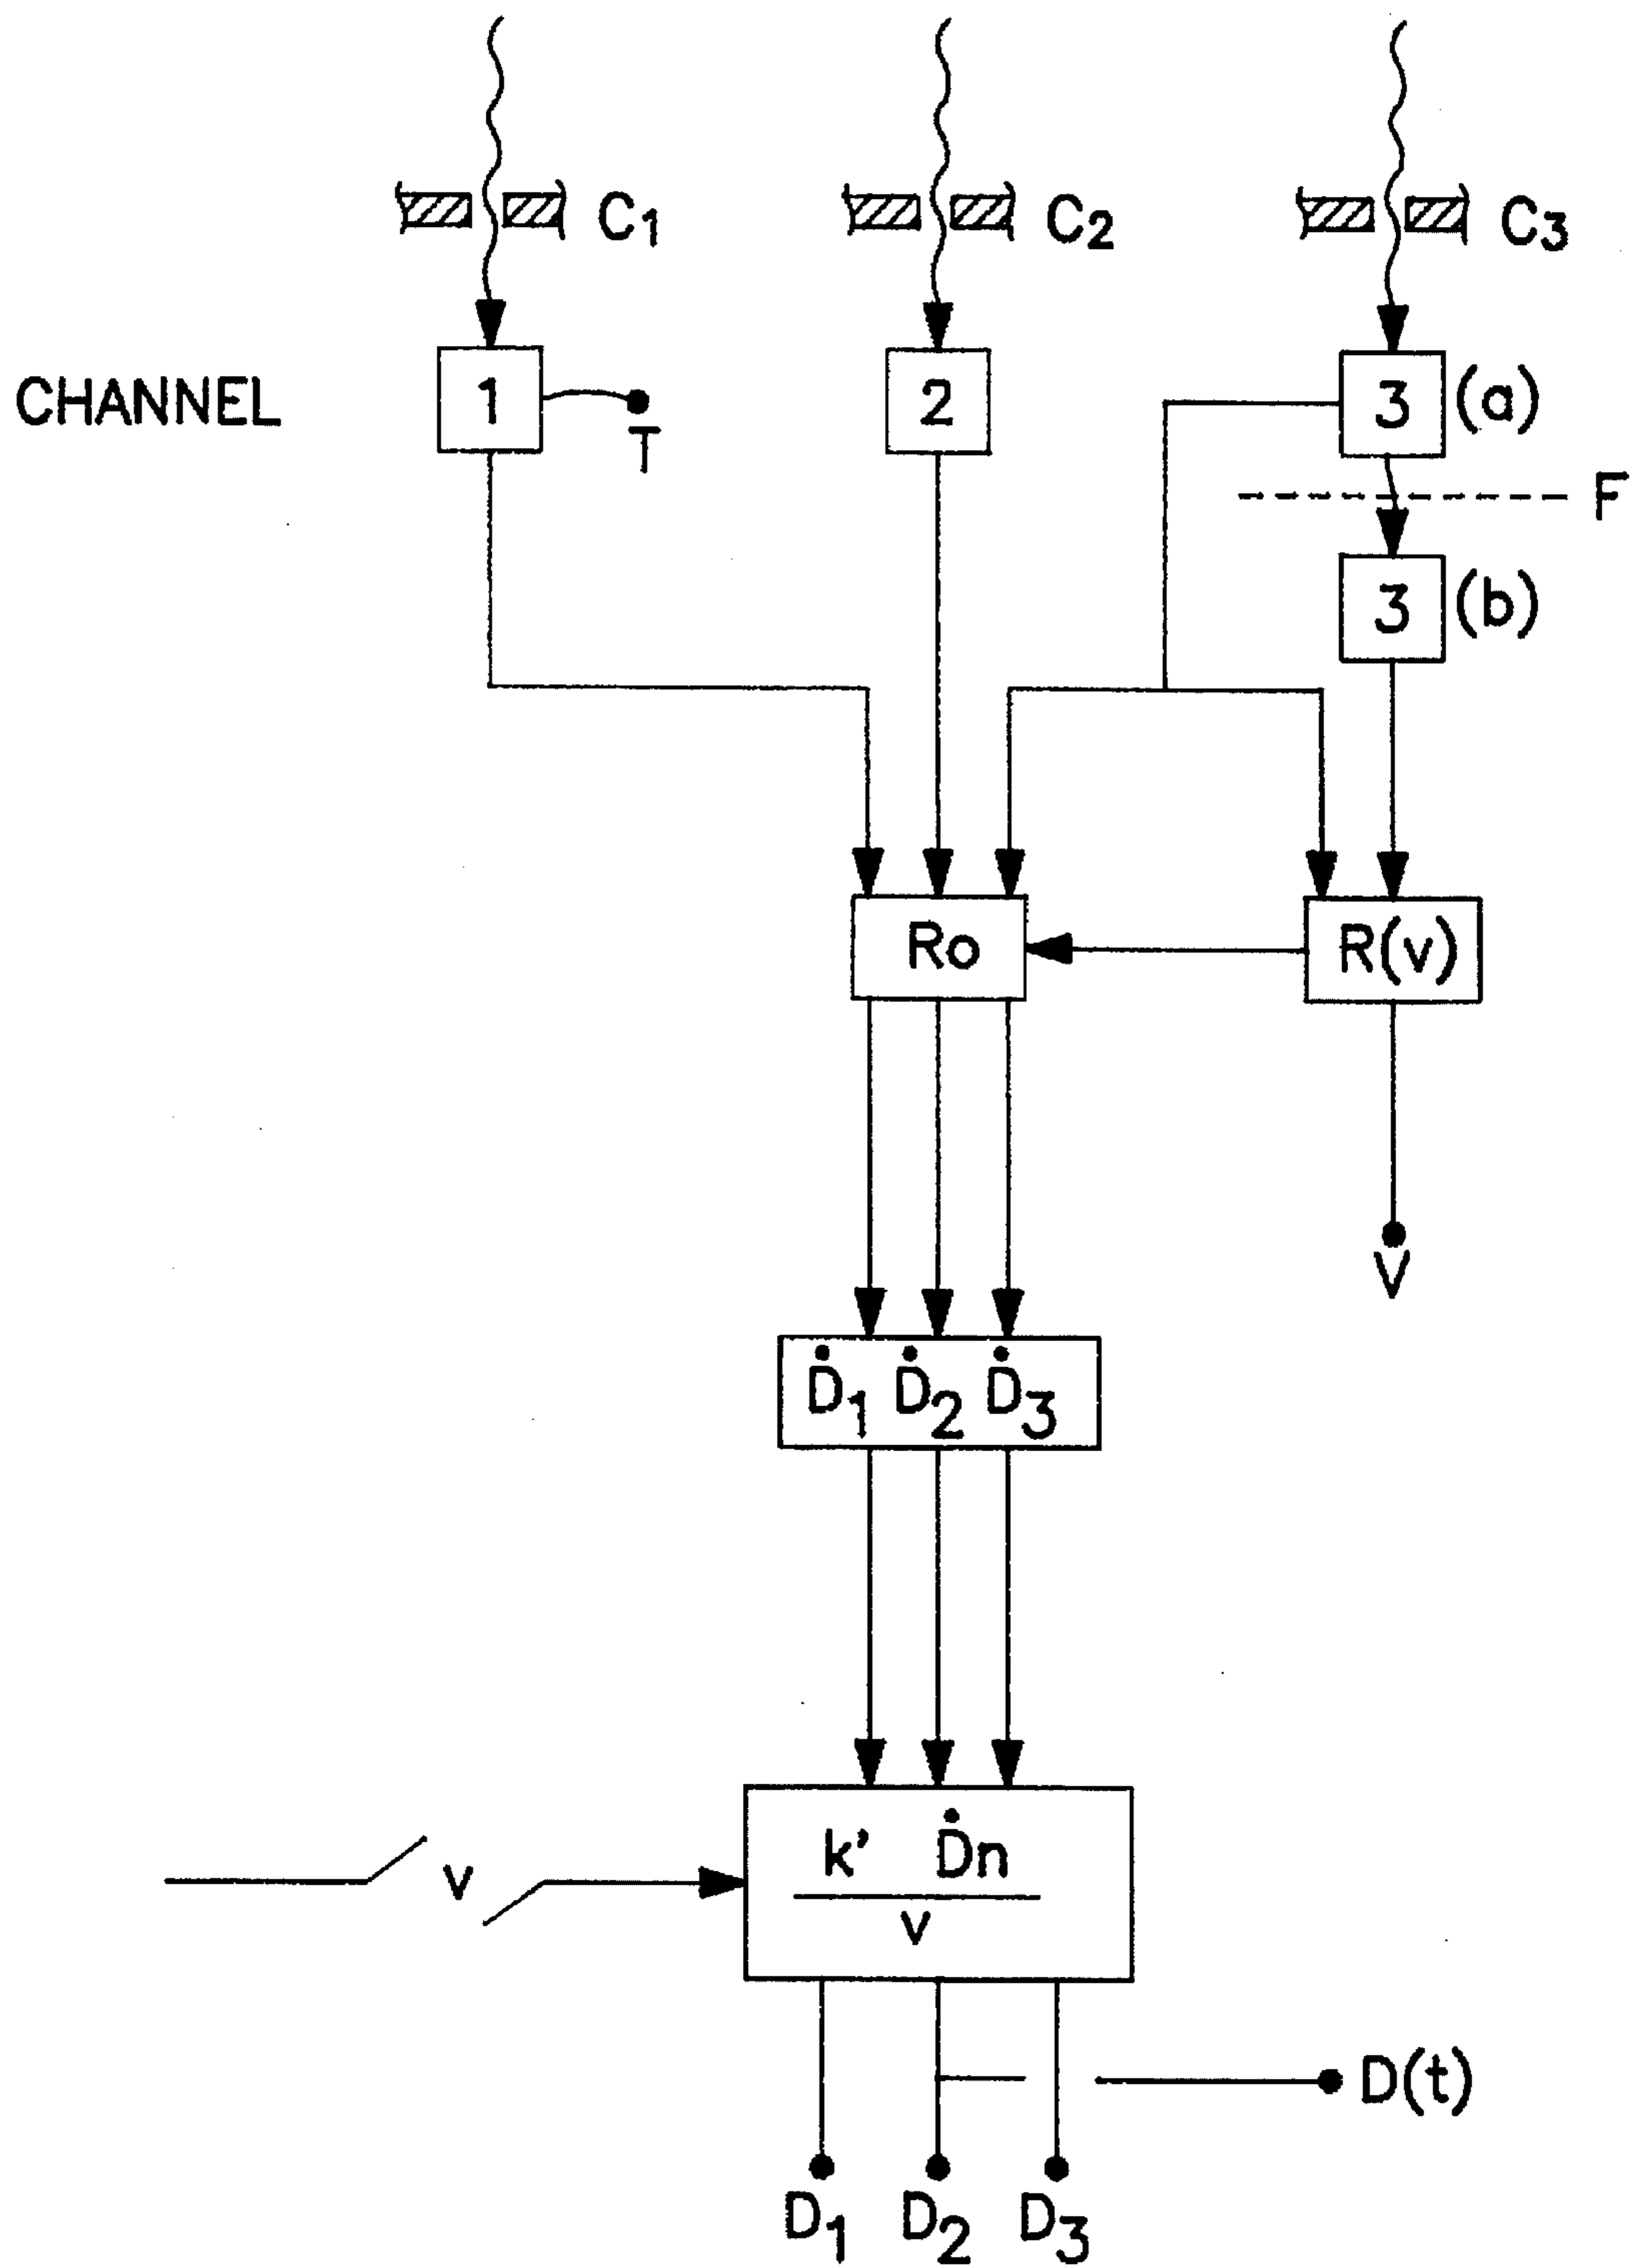 C1 C2 C3
CHANNEL 1 2 3 (a)
T
F
3 (b)
Ro R(v)
V
Ḋ1 Ḋ2 Ḋ3
k’ Ḋn
v
v
D(t)
D1 D2 D3